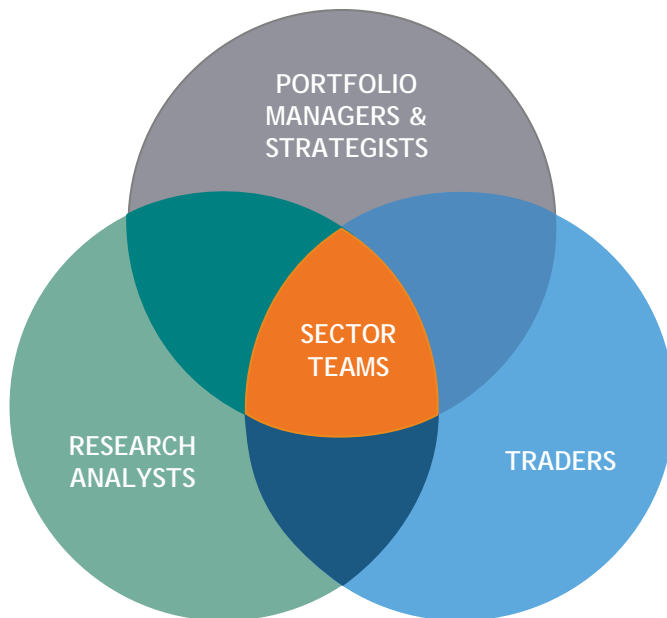 PORTFOLIO
MANAGERS &
STRATEGISTS
SECTOR
TEAMS
RESEARCH
ANALYSTS
TRADERS